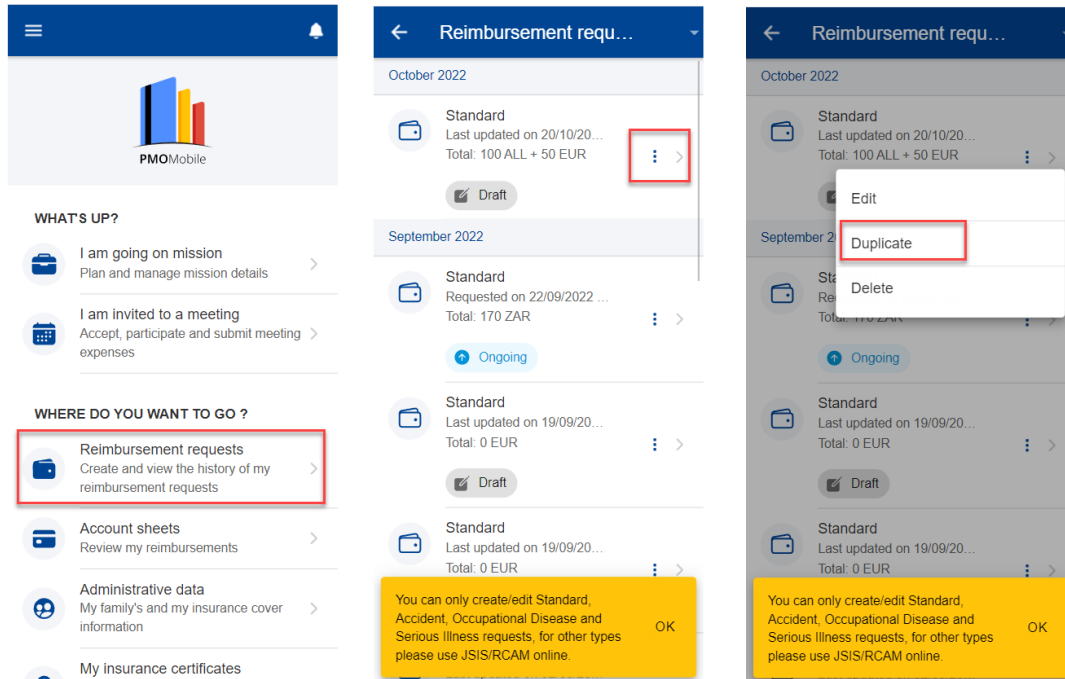 PMOMobile
WHAT'S UP?
I am going on mission
Plan and manage mission details
I am invited to a meeting
Accept, participate and submit meeting
expenses
WHERE DO YOU WANT TO GO ?
Reimbursement requests
Create and view the history of my
reimbursement requests
Account sheets
Review my reimbursements
Administrative data
My family's and my insurance cover
information
My insurance certificates
Reimbursement requ...
October 2022
Standard
Last updated on 20/10/20...
Total: 100 ALL + 50 EUR
Draft
September 2022
Standard
Requested on 22/09/2022 ...
Total: 170 ZAR
Ongoing
Standard
Last updated on 19/09/20...
Total: 0 EUR
Draft
Standard
Last updated on 19/09/20...
Total: 0 EUR
You can only create/edit Standard,
Accident, Occupational Disease and
Serious Illness requests, for other types
please use JSIS/RCAM online.
OK
Reimbursement requ...
October 2022
Standard
Last updated on 20/10/20...
Total: 100 ALL + 50 EUR
Edit
September 2
Duplicate
Sta
Re
Delete
Total: 170 ZAR
Ongoing
Standard
Last updated on 19/09/20...
Total: 0 EUR
Draft
Standard
Last updated on 19/09/20...
Total: 0 EUR
You can only create/edit Standard,
Accident, Occupational Disease and
Serious Illness requests, for other types
please use JSIS/RCAM online.
OK